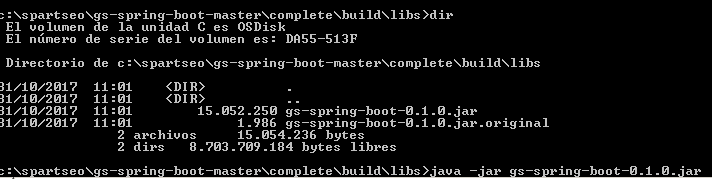 c:\spartseo\gs-spring-boot-master\complete\build\libs>dir
El volumen de la unidad C es OSDisk
El número de serie del volumen es: DA55-513F
Directorio de c:\spartseo\gs-spring-boot-master\complete\build\libs
31/10/2017 11:01 <DIR> .
31/10/2017 11:01 <DIR> ..
31/10/2017 11:01 15.052.250 gs-spring-boot-0.1.0.jar
31/10/2017 11:01 1.986 gs-spring-boot-0.1.0.jar.original
2 archivos 15.054.236 bytes
2 dirs 8.703.709.184 bytes libres
c:\spartseo\gs-spring-boot-master\complete\build\libs>java -jar gs-spring-boot-0.1.0.jar